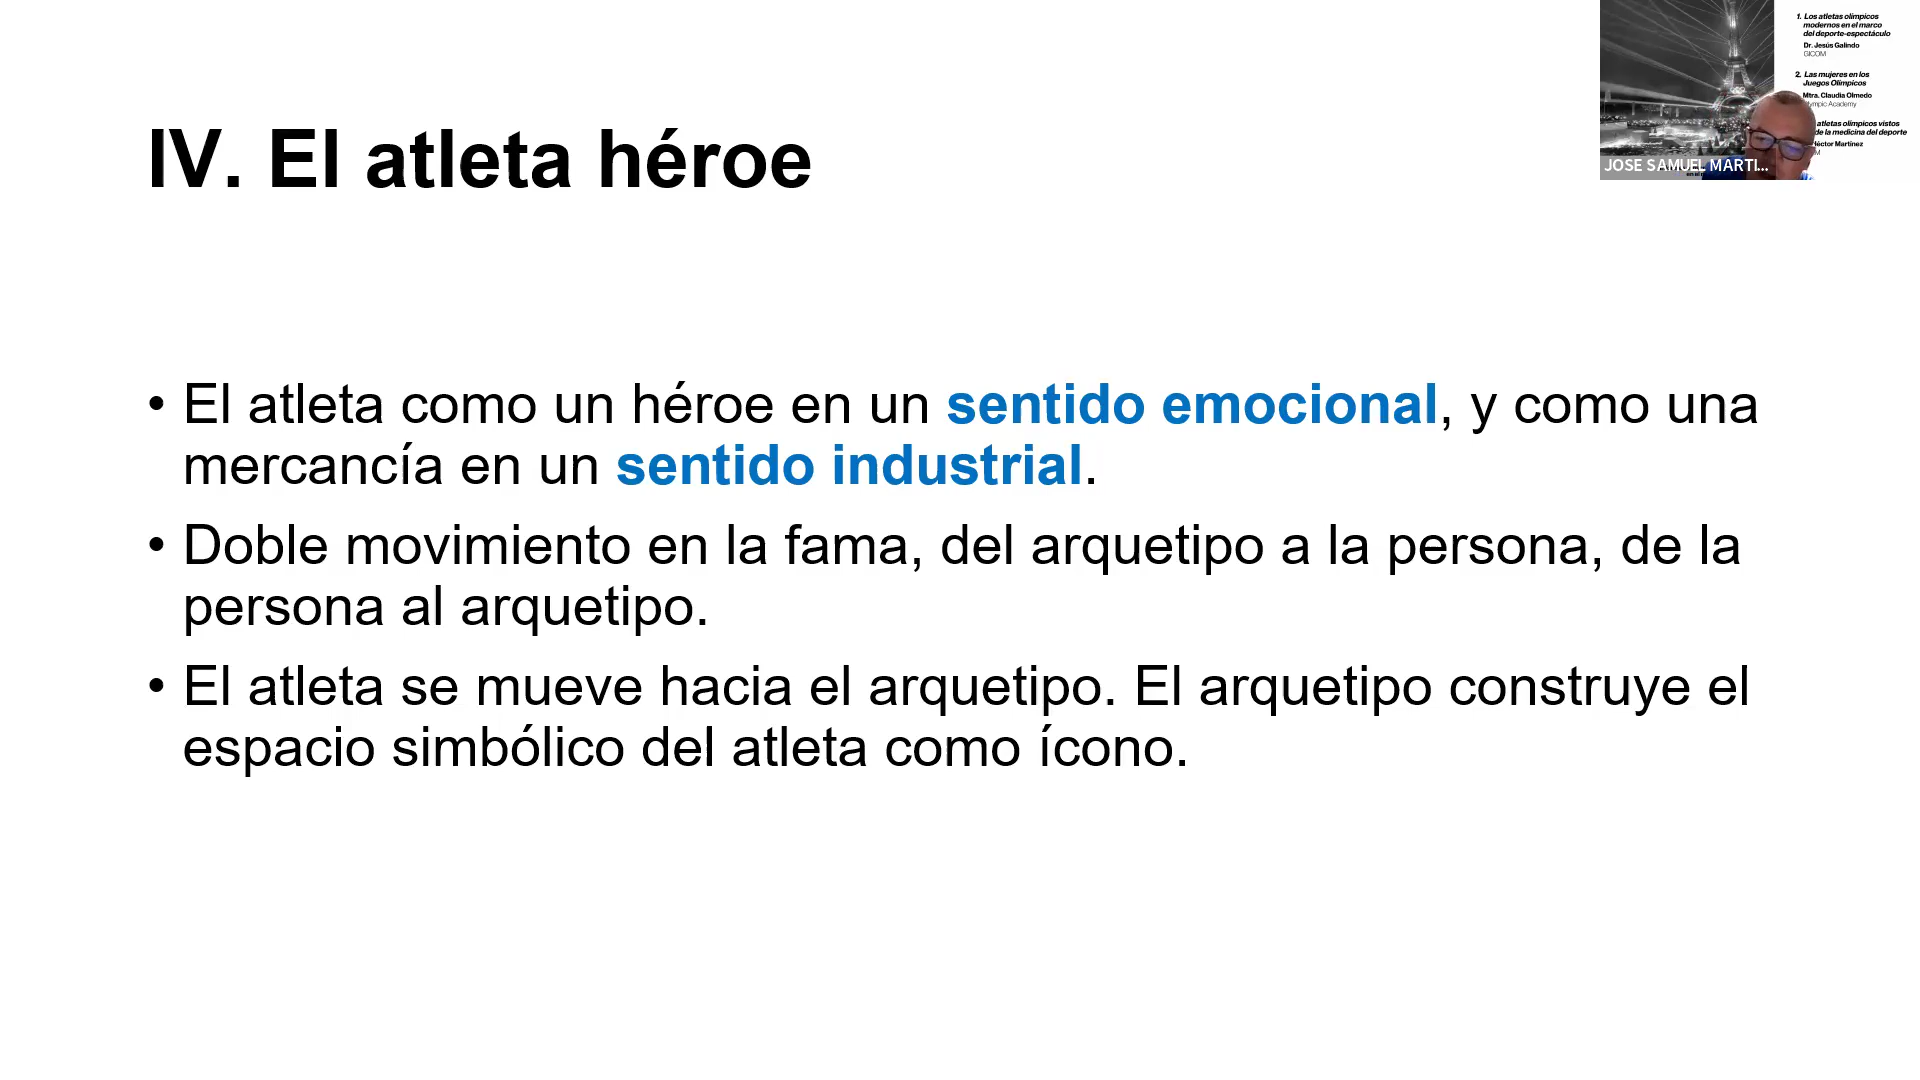 IV. El atleta héroe
• El atleta como un héroe en un sentido emocional, y como una
mercancía en un sentido industrial.
• Doble movimiento en la fama, del arquetipo a la persona, de la
persona al arquetipo.
• El atleta se mueve hacia el arquetipo. El arquetipo construye el
espacio simbólico del atleta como ícono.
1. Los atletas olímpicos
modernos en el marco
del deporte-espectáculo
Dr. Jesús Galindo
GICOM
2. Las mujeres en los
Juegos Olímpicos
Mtra. Claudia Olmedo
Academy
atletas olímpicos vistos
de la medicina del deporte
Héctor Martínez
JOSE SAMUEL MARTI...